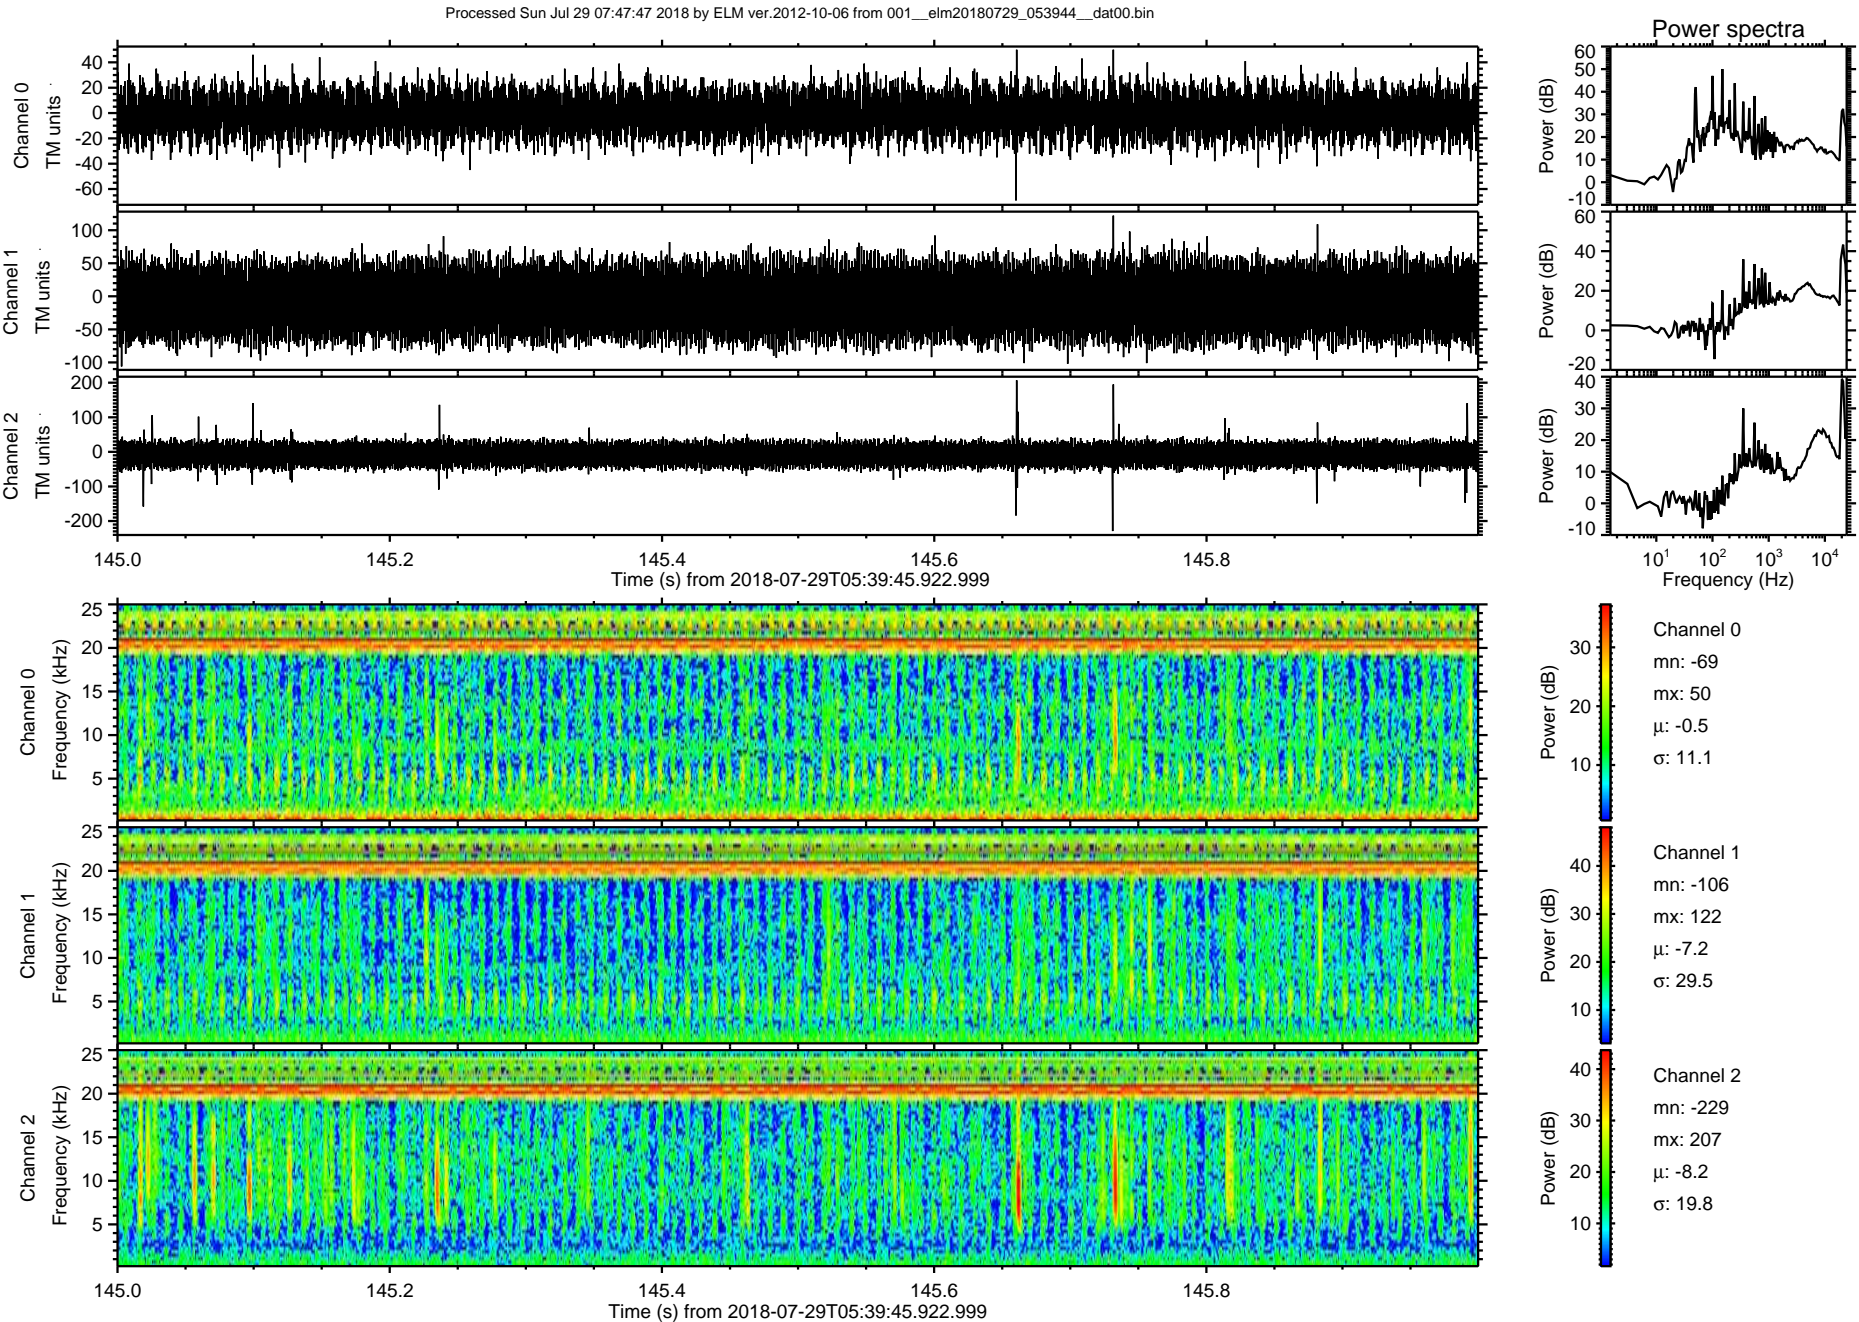 Processed Sun Jul 29 07:47:47 2018 by ELM ver.2012-10-06 from 001__elm20180729_053944__dat00.bin
Power spectra
Channel 0
TM units
40
20
0
-20
-40
-60
Power (dB)
60
50
40
30
20
10
0
-10
Channel 1
TM units
100
50
0
-50
-100
Power (dB)
60
40
20
0
-20
Channel 2
TM units
200
100
0
-100
-200
Power (dB)
40
30
20
10
0
-10
145.0 145.2 145.4 145.6 145.8
Time (s) from 2018-07-29T05:39:45.922.999
10^1 10^2 10^3 10^4
Frequency (Hz)
Channel 0
Frequency (kHz)
25
20
15
10
5
Power (dB)
30
20
10
Channel 0
mn: -69
mx: 50
μ: -0.5
σ: 11.1
Channel 1
Frequency (kHz)
25
20
15
10
5
Power (dB)
40
30
20
10
Channel 1
mn: -106
mx: 122
μ: -7.2
σ: 29.5
Channel 2
Frequency (kHz)
25
20
15
10
5
Power (dB)
40
30
20
10
Channel 2
mn: -229
mx: 207
μ: -8.2
σ: 19.8
145.0 145.2 145.4 145.6 145.8
Time (s) from 2018-07-29T05:39:45.922.999